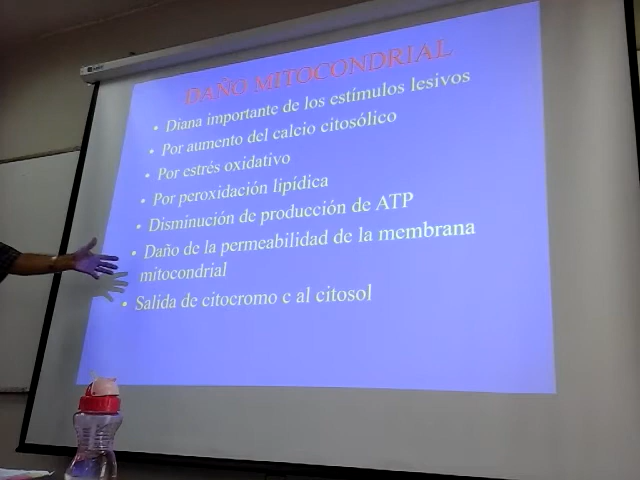 DAÑO MITOCONDRIAL
• Diana importante de los estímulos lesivos
• Por aumento del calcio citosólico
• Por estrés oxidativo
• Por peroxidación lipídica
• Disminución de producción de ATP
• Daño de la permeabilidad de la membrana
mitocondrial
• Salida de citocromo c al citosol